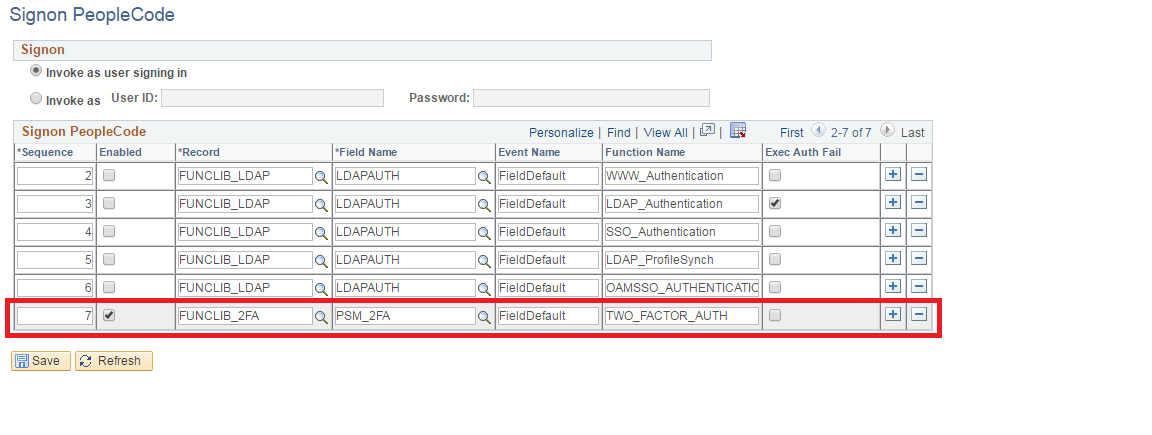 Signon PeopleCode
Signon
Invoke as user signing in
Invoke as User ID: Password:
Signon PeopleCode Personalize | Find | View All | | First 2-7 of 7 Last
*Sequence Enabled *Record *Field Name Event Name Function Name Exec Auth Fail
2 FUNCLIB_LDAP LDAPAUTH FieldDefault WWW_Authentication
3 FUNCLIB_LDAP LDAPAUTH FieldDefault LDAP_Authentication
4 FUNCLIB_LDAP LDAPAUTH FieldDefault SSO_Authentication
5 FUNCLIB_LDAP LDAPAUTH FieldDefault LDAP_ProfileSynch
6 FUNCLIB_LDAP LDAPAUTH FieldDefault OAMSSO_AUTHENTICATIO
7 FUNCLIB_2FA PSM_2FA FieldDefault TWO_FACTOR_AUTH
Save Refresh